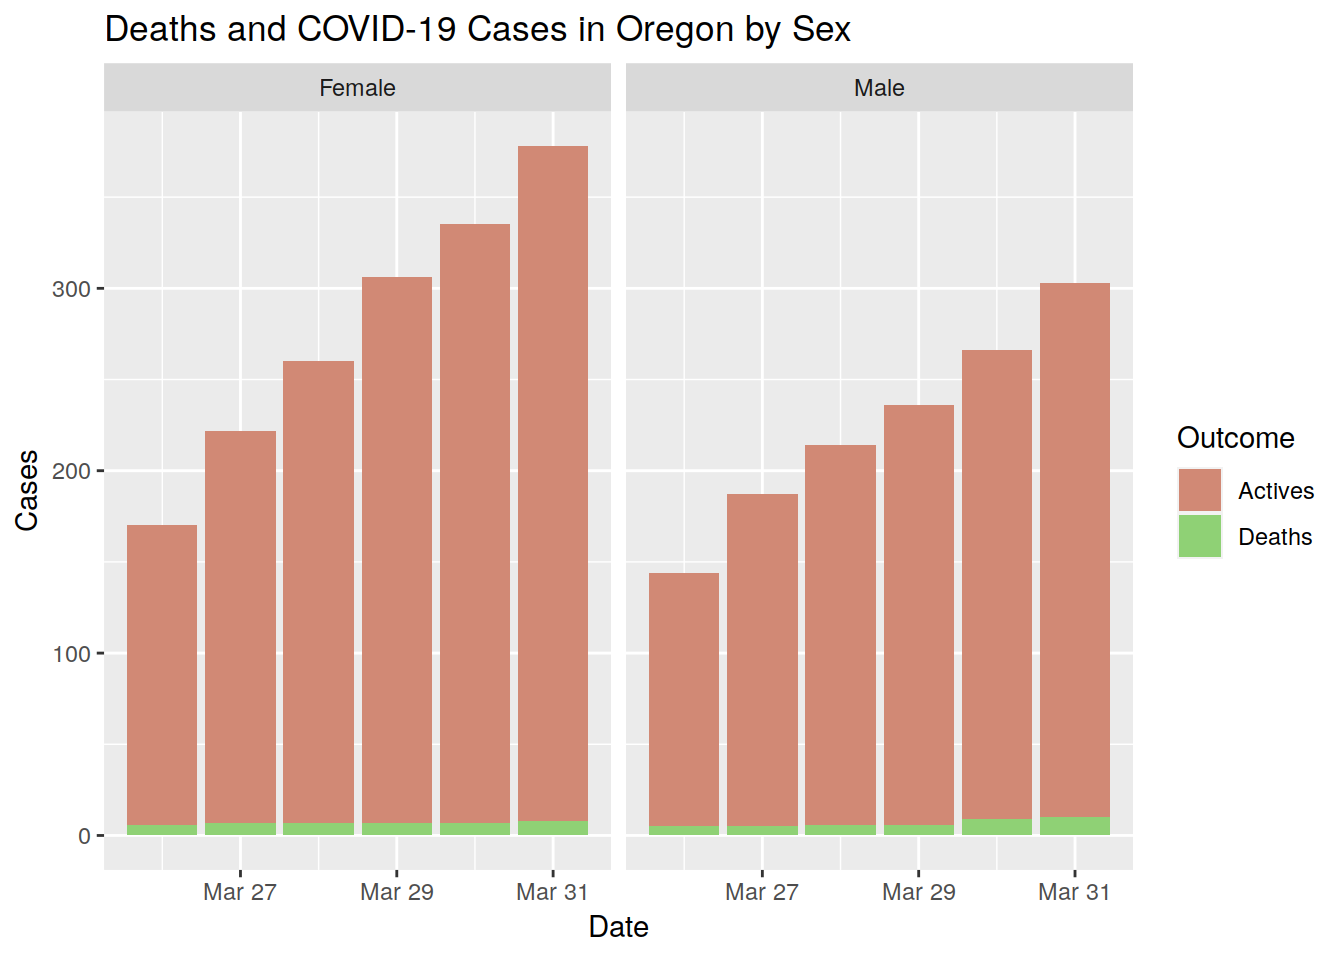 Deaths and COVID-19 Cases in Oregon by Sex
Female
Male
300
200
100
0
Cases
Mar 27
Mar 29
Mar 31
Mar 27
Mar 29
Mar 31
Date
Outcome
Actives
Deaths